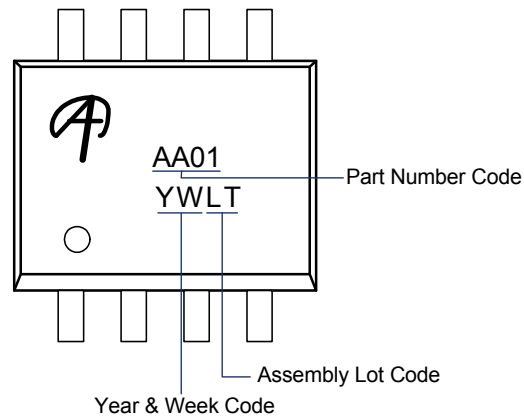 AA01
Part Number Code
YWLT
Assembly Lot Code
Year & Week Code